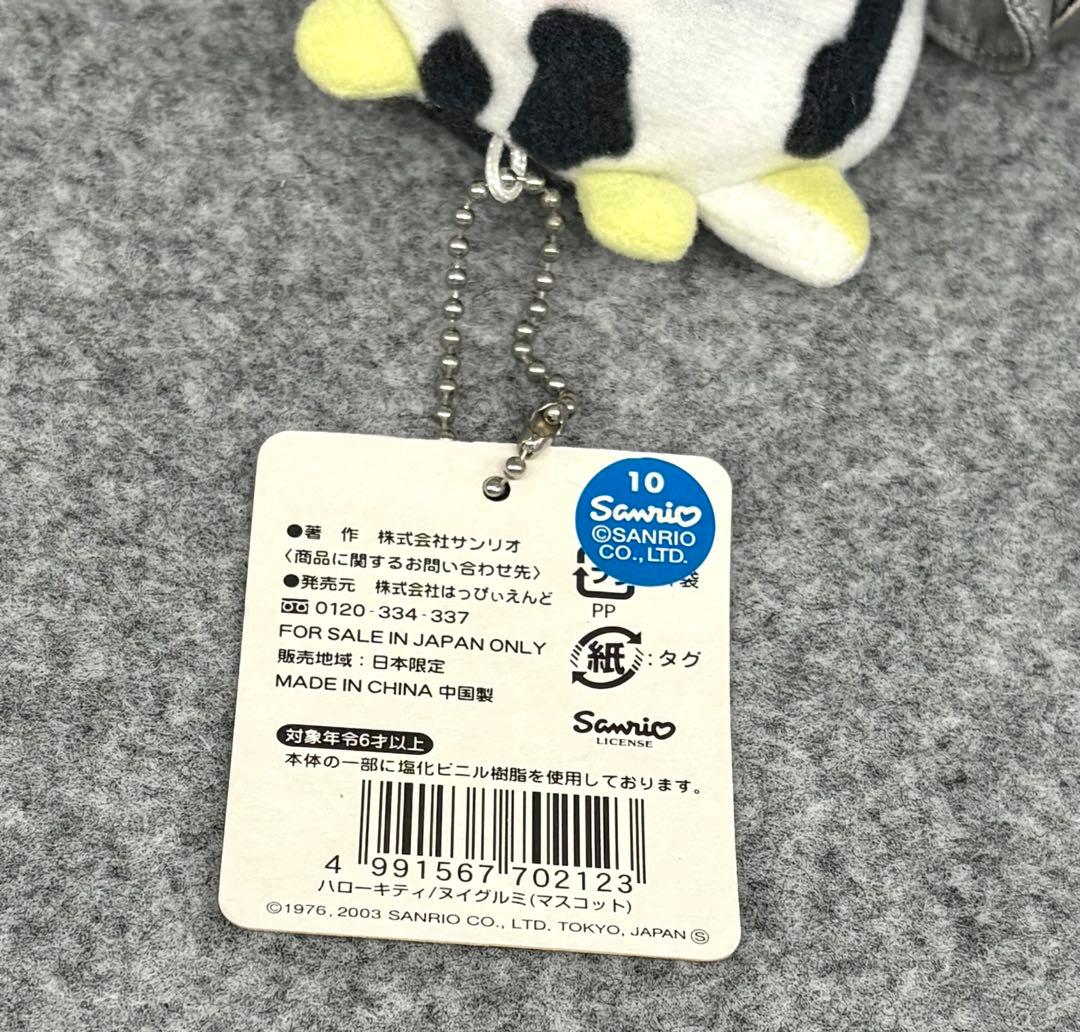 10
Sanrio
©SANRIO
CO.,LTD.
●著 作 株式会社サンリオ
〈商品に関するお問い合わせ先〉
●発売元 株式会社はっぴぃえんど
0120-334-337
FOR SALE IN JAPAN ONLY
販売地域:日本限定
MADE IN CHINA 中国製
袋
PP
紙:タグ
Sanrio
LICENSE
対象年令6才以上
本体の一部に塩化ビニル樹脂を使用しております。
4 991567 702123
ハローキティ/ヌイグルミ(マスコット)
©1976, 2003 SANRIO CO., LTD. TOKYO, JAPAN Ⓢ